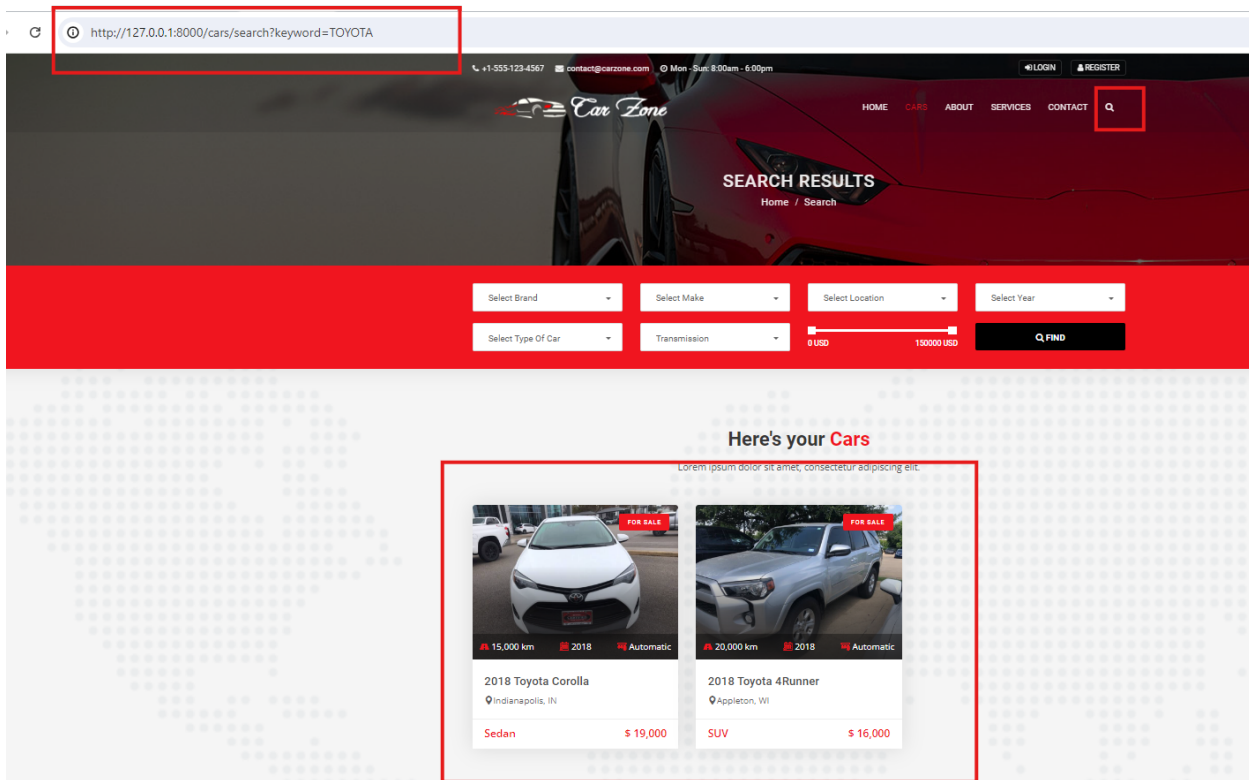 http://127.0.0.1:8000/cars/search?keyword=TOYOTA
+1-555-123-4567 contact@carzone.com Mon - Sun: 8:00am - 6:00pm LOGIN REGISTER
Car Zone HOME CARS ABOUT SERVICES CONTACT
SEARCH RESULTS
Home / Search
Select Brand Select Make Select Location Select Year
Select Type Of Car Transmission 0 USD 150000 USD FIND
Here's your Cars
Lorem ipsum dolor sit amet, consectetur adipiscing elit.
FOR SALE FOR SALE
15,000 km 2018 Automatic 20,000 km 2018 Automatic
2018 Toyota Corolla 2018 Toyota 4Runner
Indianapolis, IN Appleton, WI
Sedan $ 19,000 SUV $ 16,000